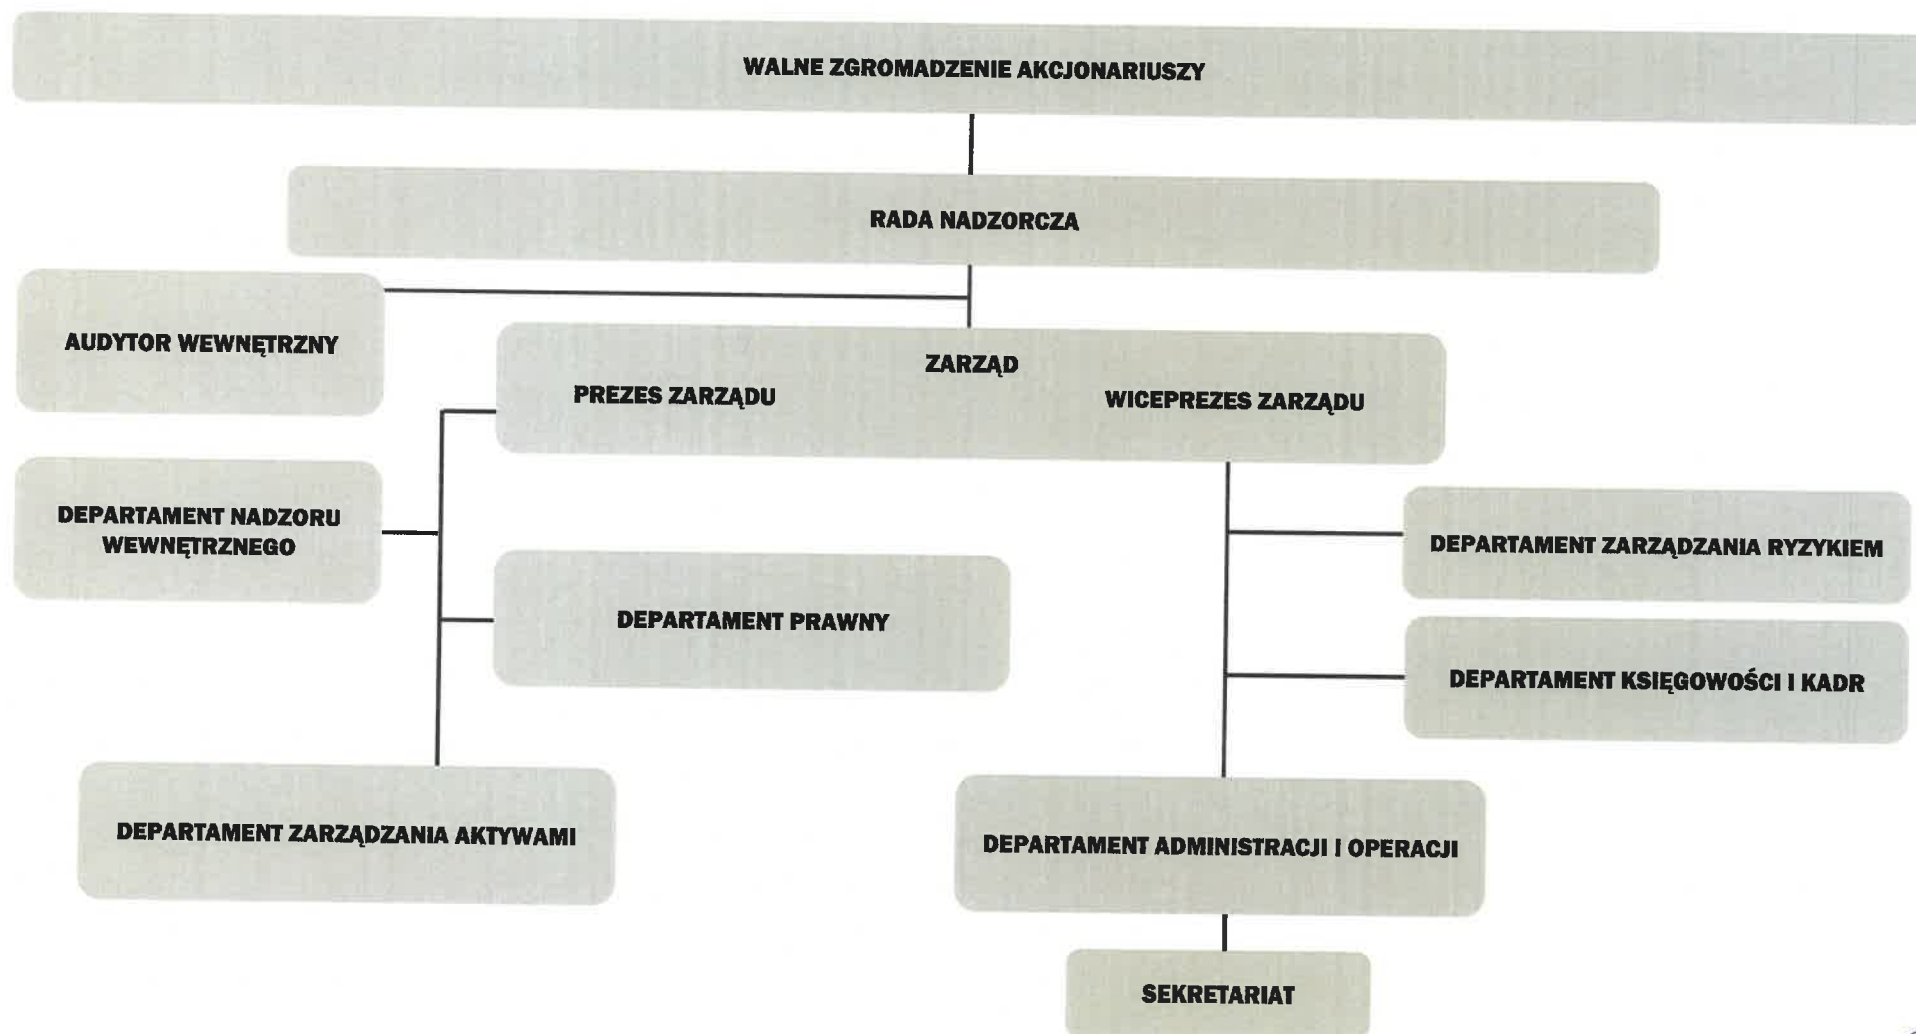 WALNE ZGROMADZENIE AKCJONARIUSZY
RADA NADZORCZA
AUDYTOR WEWNĘTRZNY
ZARZĄD
PREZES ZARZĄDU
WICEPREZES ZARZĄDU
DEPARTAMENT NADZORU
WEWNĘTRZNEGO
DEPARTAMENT ZARZĄDZANIA RYZYKIEM
DEPARTAMENT PRAWNY
DEPARTAMENT KSIĘGOWOŚCI I KADR
DEPARTAMENT ZARZĄDZANIA AKTYWAMI
DEPARTAMENT ADMINISTRACJI I OPERACJI
SEKRETARIAT